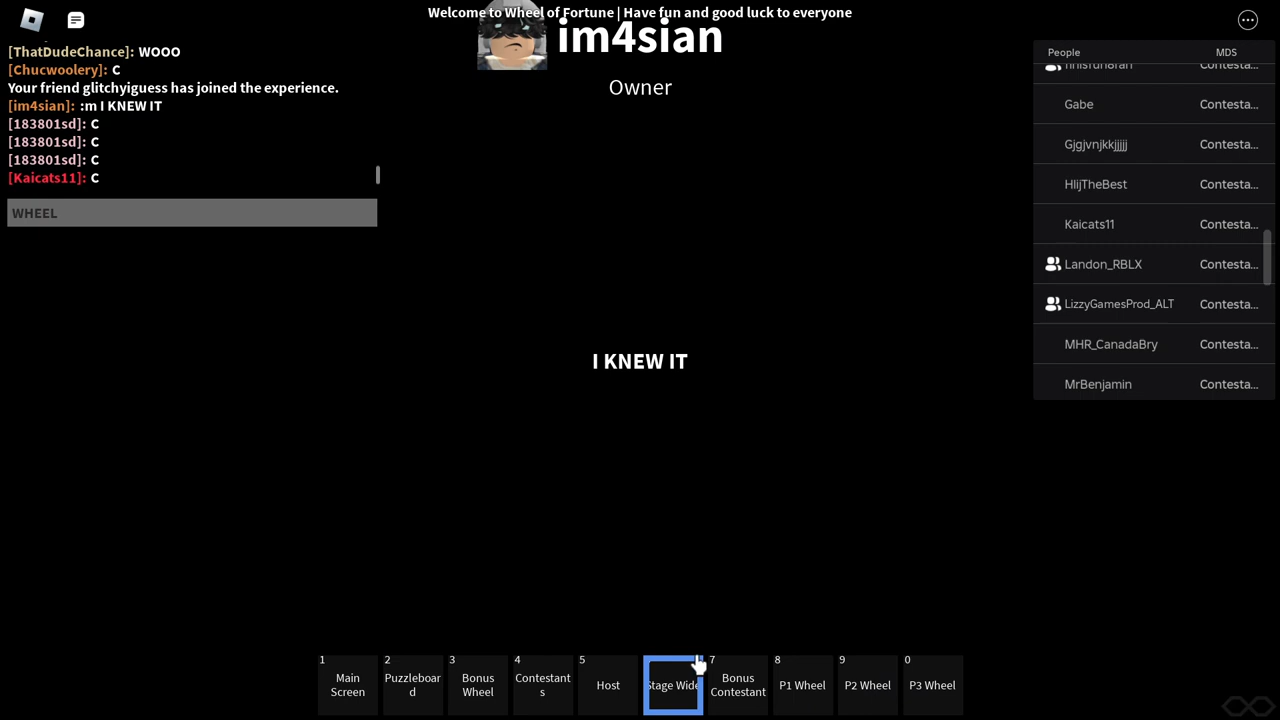 Welcome to Wheel of Fortune | Have fun and good luck to everyone
im4sian
Owner
[ThatDudeChance]: WOOO
[Chucwoolery]: C
Your friend glitchyiguess has joined the experience.
[im4sian]: :m I KNEW IT
[183801sd]: C
[183801sd]: C
[183801sd]: C
[Kaicats11]: C
WHEEL
People MDS
Contesta...
Gabe Contesta...
Gjgjvnjkkjjjjj Contesta...
HlijTheBest Contesta...
Kaicats11 Contesta...
Landon_RBLX Contesta...
LizzyGamesProd_ALT Contesta...
MHR_CanadaBry Contesta...
MrBenjamin Contesta...
I KNEW IT
1 Main Screen
2 Puzzleboard
3 Bonus Wheel
4 Contestants
5 Host
Stage Wide
7 Bonus Contestant
8 P1 Wheel
9 P2 Wheel
0 P3 Wheel